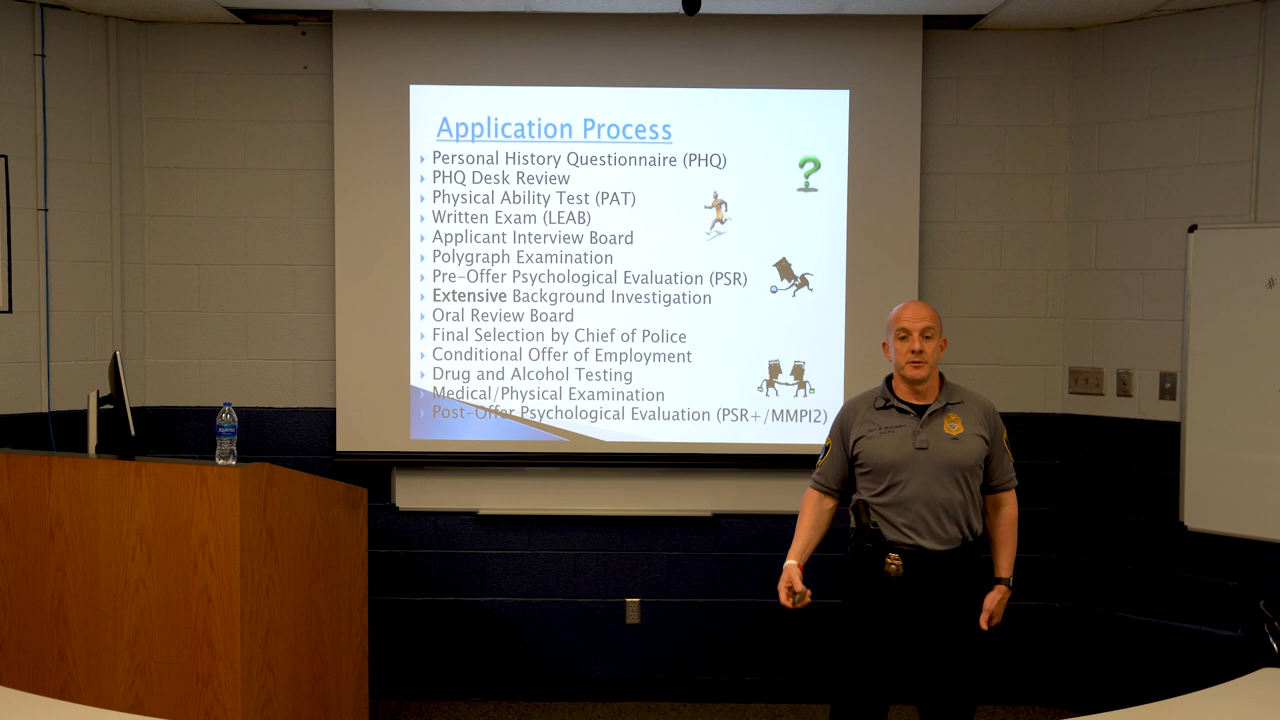 Application Process
Personal History Questionnaire (PHQ)
PHQ Desk Review
Physical Ability Test (PAT)
Written Exam (LEAB)
Applicant Interview Board
Polygraph Examination
Pre-Offer Psychological Evaluation (PSR)
Extensive Background Investigation
Oral Review Board
Final Selection by Chief of Police
Conditional Offer of Employment
Drug and Alcohol Testing
Medical/Physical Examination
Post-Offer Psychological Evaluation (PSR+/MMPI2)